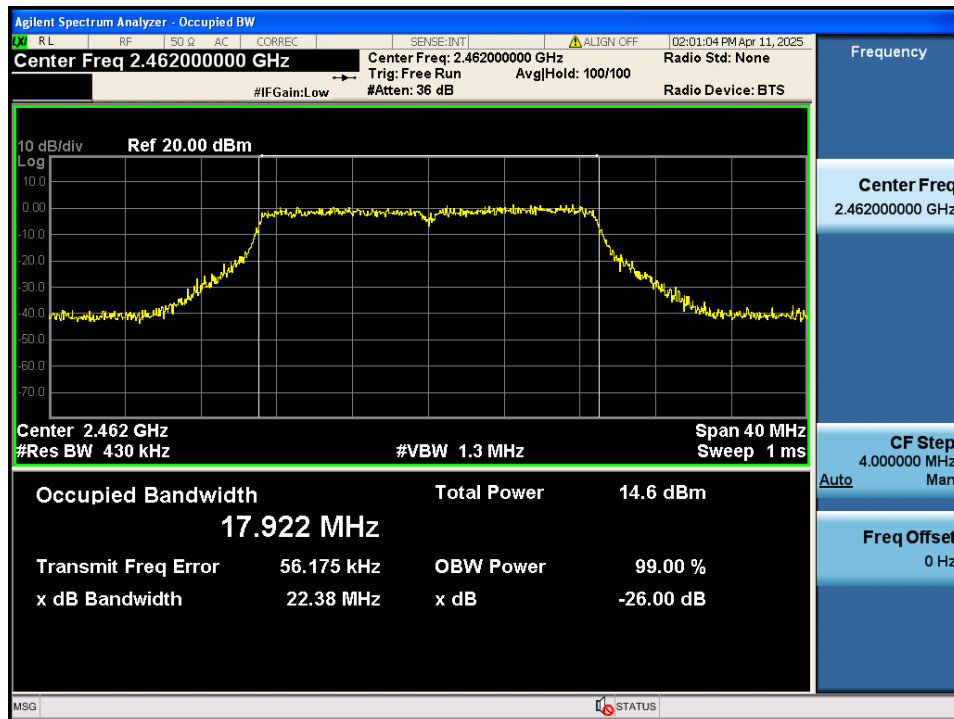 Agilent Spectrum Analyzer - Occupied BW
LXI RL RF 50 Ω AC CORREC SENSE:INT ALIGN OFF 02:01:04 PM Apr 11, 2025
Center Freq 2.462000000 GHz
Center Freq: 2.462000000 GHz Radio Std: None
Trig: Free Run Avg|Hold: 100/100
#IFGain:Low #Atten: 36 dB Radio Device: BTS
10 dB/div Ref 20.00 dBm
Log
10.0
0.00
-10.0
-20.0
-30.0
-40.0
-50.0
-60.0
-70.0
Center 2.462 GHz Span 40 MHz
#Res BW 430 kHz #VBW 1.3 MHz Sweep 1 ms
Occupied Bandwidth Total Power 14.6 dBm
17.922 MHz
Transmit Freq Error 56.175 kHz OBW Power 99.00 %
x dB Bandwidth 22.38 MHz x dB -26.00 dB
Frequency
Center Freq
2.462000000 GHz
CF Step
4.000000 MHz
Auto Man
Freq Offset
0 Hz
MSG STATUS